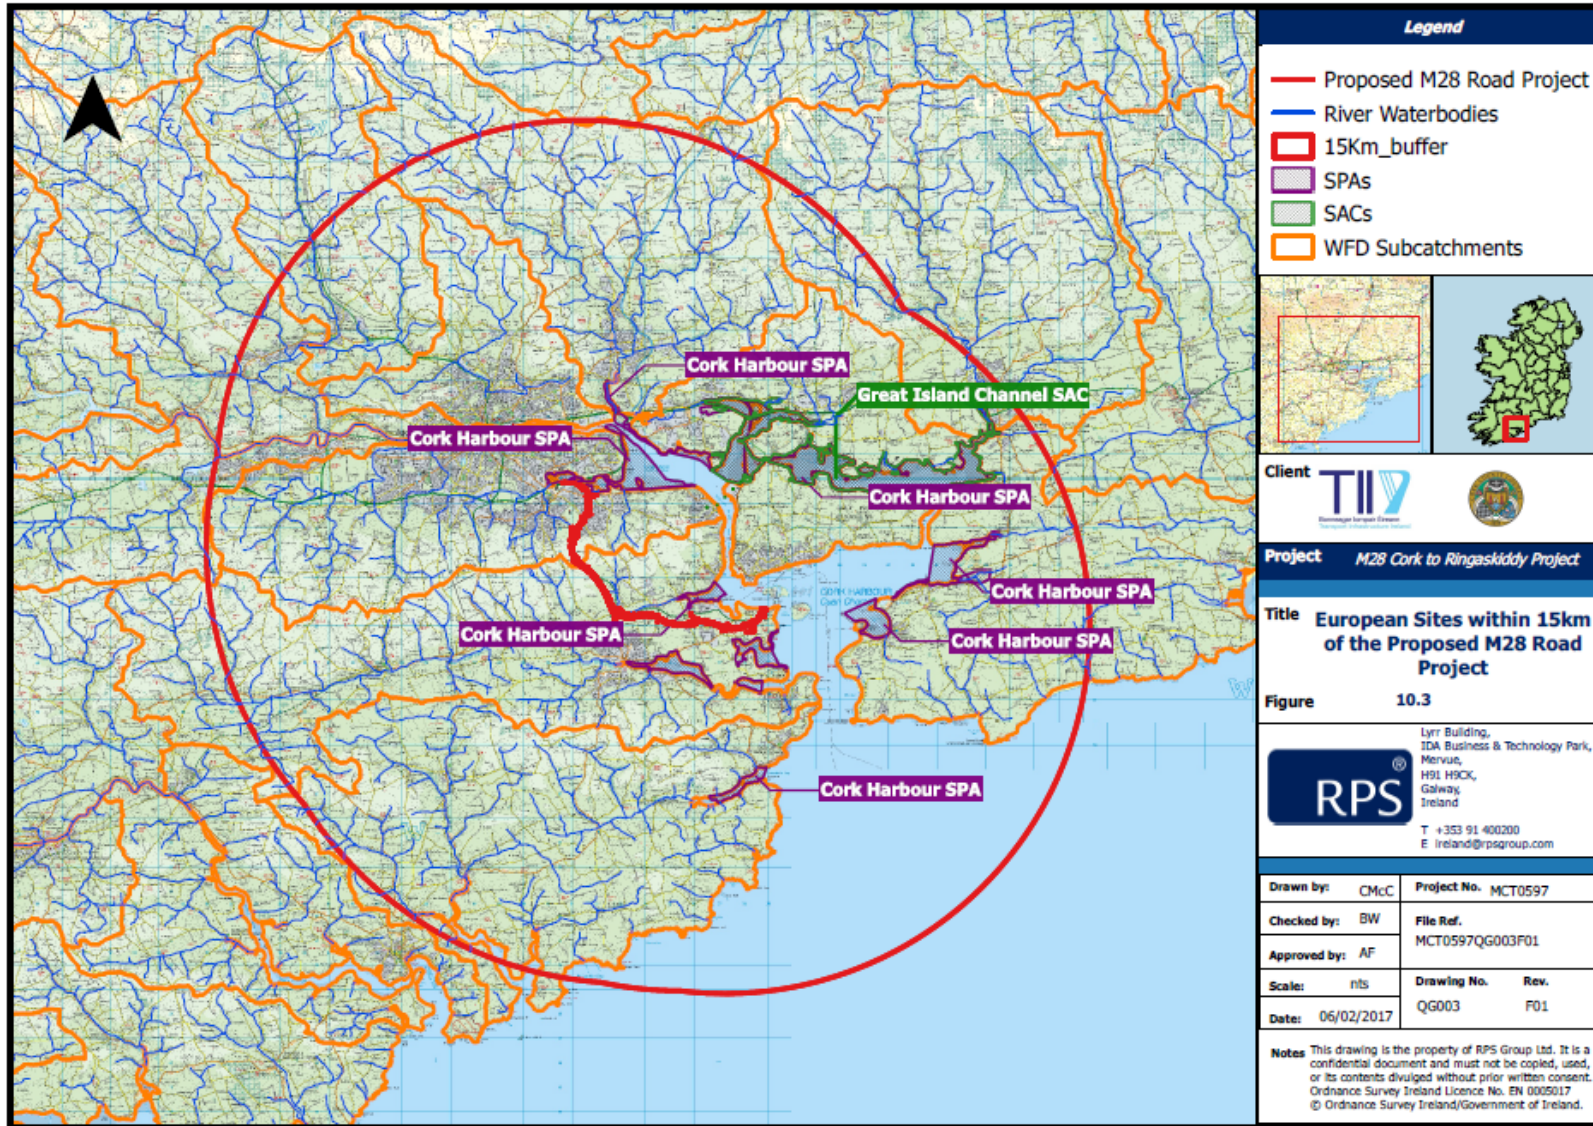 Legend
Proposed M28 Road Project
River Waterbodies
15Km_buffer
SPAs
SACs
WFD Subcatchments
Cork Harbour SPA
Great Island Channel SAC
Cork Harbour SPA
Cork Harbour SPA
Cork Harbour SPA
Cork Harbour SPA
Cork Harbour SPA
Cork Harbour SPA
CORK HARBOUR
Client
TII
Project M28 Cork to Ringaskiddy Project
Title European Sites within 15km
of the Proposed M28 Road
Project
Figure 10.3
RPS®
Lyrr Building,
IDA Business & Technology Park,
Mervue,
H91 H9CK,
Galway,
Ireland
T +353 91 400200
E ireland@rpsgroup.com
Drawn by: CMcC
Project No. MCT0597
Checked by: BW
File Ref.
MCT0597QG003F01
Approved by: AF
Scale: nts
Drawing No. Rev.
QG003 F01
Date: 06/02/2017
Notes This drawing is the property of RPS Group Ltd. It is a
confidential document and must not be copied, used,
or its contents divulged without prior written consent.
Ordnance Survey Ireland Licence No. EN 0005017
© Ordnance Survey Ireland/Government of Ireland.